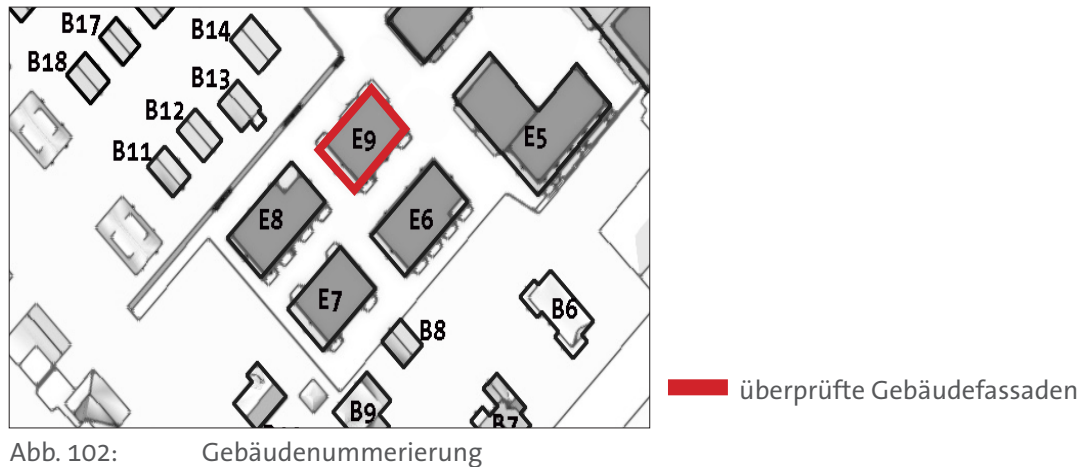 B17
B14
B18
B13
B12
E9
E5
B11
E8
E6
E7
B6
B8
B9
B7
überprüfte Gebäudefassaden
Abb. 102: Gebäudenummerierung